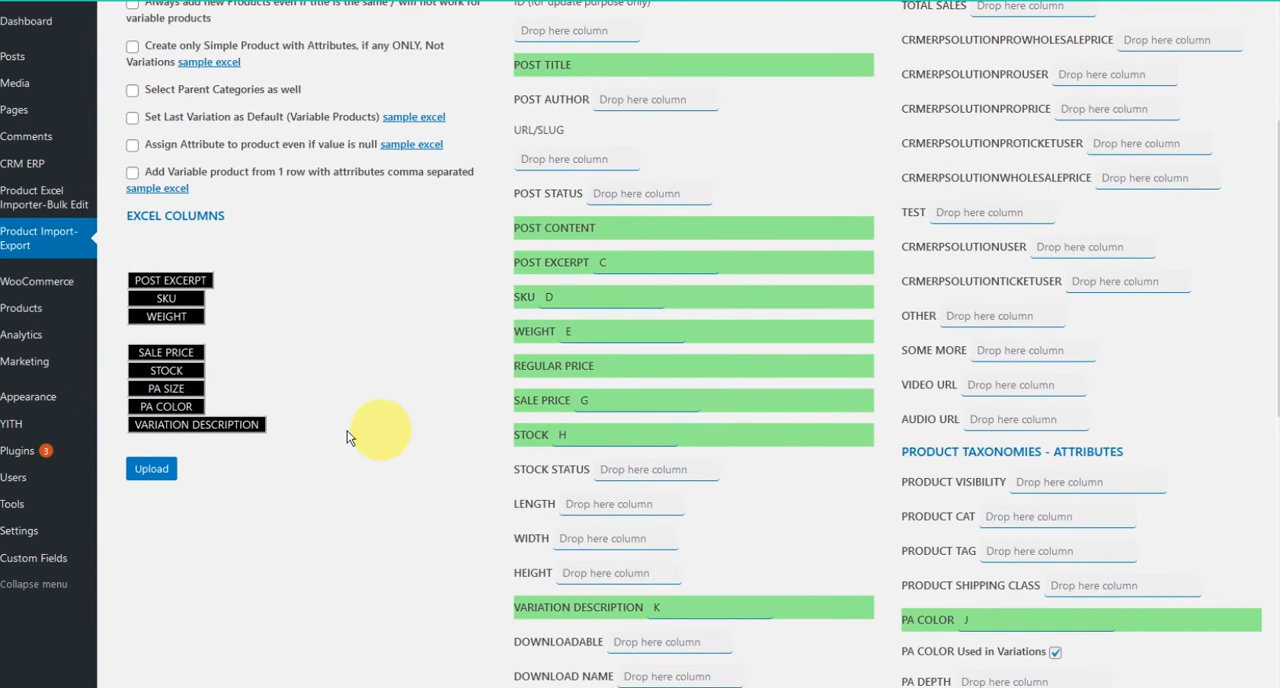 Dashboard
Posts
Media
Pages
Comments
CRM ERP
Product Excel
Importer-Bulk Edit
Product Import-
Export
WooCommerce
Products
Analytics
Marketing
Appearance
YITH
Plugins 3
Users
Tools
Settings
Custom Fields
Collapse menu
Always add new Products even if title is the same / will not work for
variable products
Create only Simple Product with Attributes, if any ONLY, Not
Variations sample excel
Select Parent Categories as well
Set Last Variation as Default (Variable Products) sample excel
Assign Attribute to product even if value is null sample excel
Add Variable product from 1 row with attrributes comma separated
sample excel
EXCEL COLUMNS
POST EXCERPT
SKU
WEIGHT
SALE PRICE
STOCK
PA SIZE
PA COLOR
VARIATION DESCRIPTION
Upload
ID (for update purpose only)
Drop here column
POST TITLE
POST AUTHOR Drop here column
URL/SLUG
Drop here column
POST STATUS Drop here column
POST CONTENT
POST EXCERPT C
SKU D
WEIGHT E
REGULAR PRICE
SALE PRICE G
STOCK H
STOCK STATUS Drop here column
LENGTH Drop here column
WIDTH Drop here column
HEIGHT Drop here column
VARIATION DESCRIPTION K
DOWNLOADABLE Drop here column
DOWNLOAD NAME Drop here column
TOTAL SALES Drop here column
CRMERPSOLUTIONPROWHOLESALEPRICE Drop here column
CRMERPSOLUTIONPROUSER Drop here column
CRMERPSOLUTIONPROPRICE Drop here column
CRMERPSOLUTIONPROTICKETUSER Drop here column
CRMERPSOLUTIONWHOLESALEPRICE Drop here column
TEST Drop here column
CRMERPSOLUTIONUSER Drop here column
CRMERPSOLUTIONTICKETUSER Drop here column
OTHER Drop here column
SOME MORE Drop here column
VIDEO URL Drop here column
AUDIO URL Drop here column
PRODUCT TAXONOMIES - ATTRIBUTES
PRODUCT VISIBILITY Drop here column
PRODUCT CAT Drop here column
PRODUCT TAG Drop here column
PRODUCT SHIPPING CLASS Drop here column
PA COLOR J
PA COLOR Used in Variations
PA DEPTH Drop here column